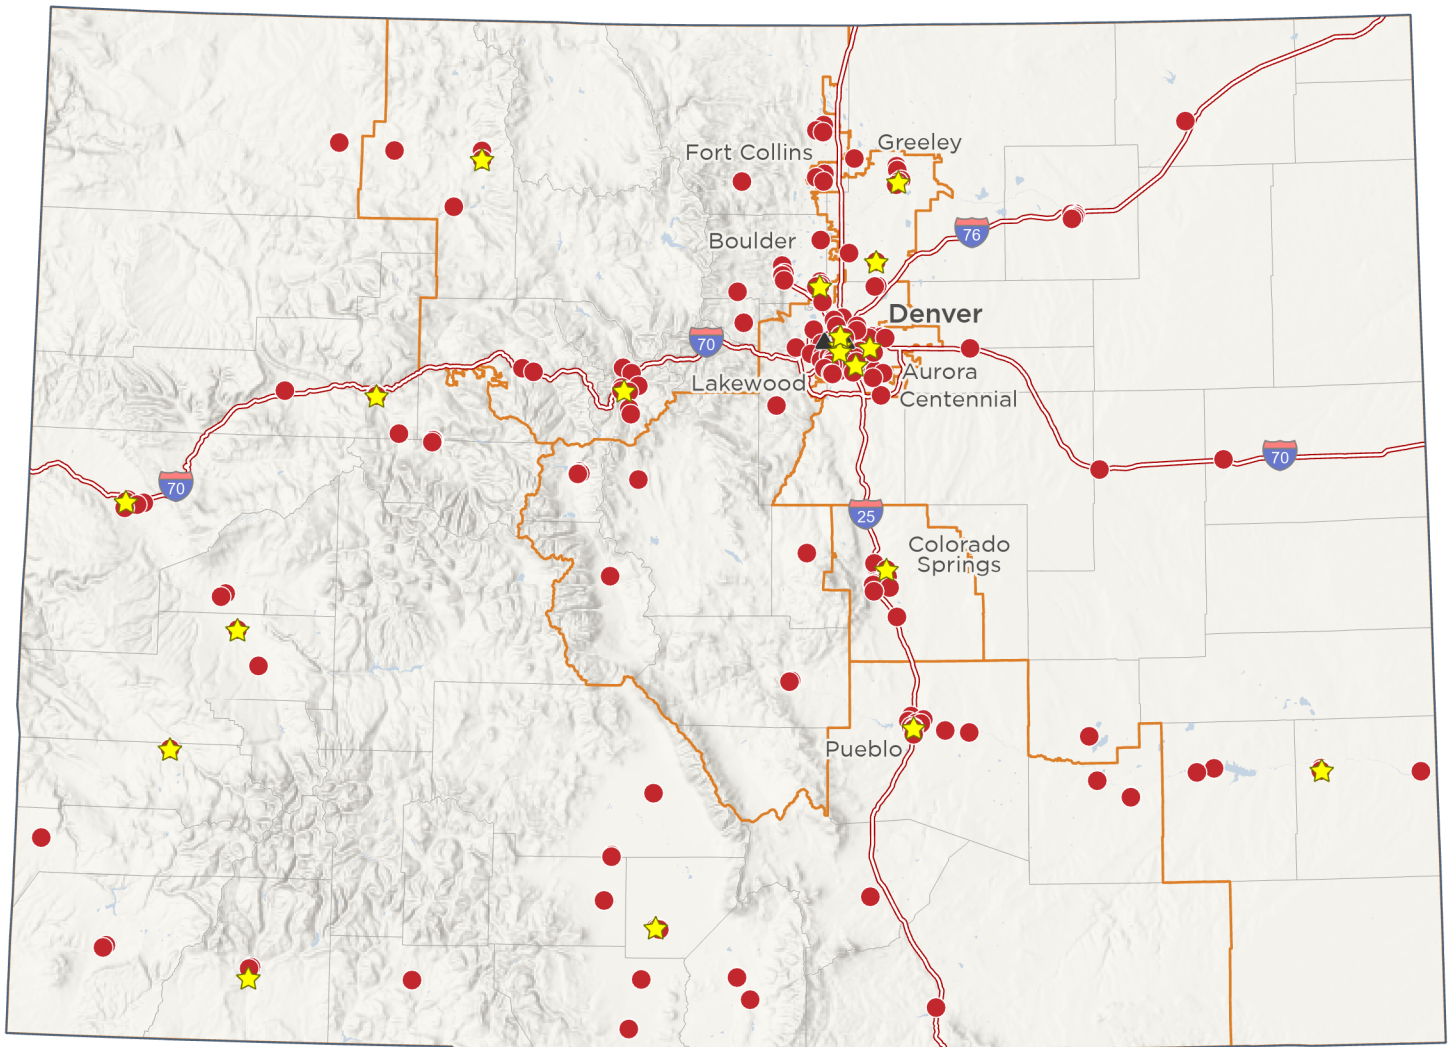 Greeley
Fort Collins
Boulder
76
Denver
70
Aurora
Lakewood
Centennial
70
70
25
Colorado
Springs
Pueblo